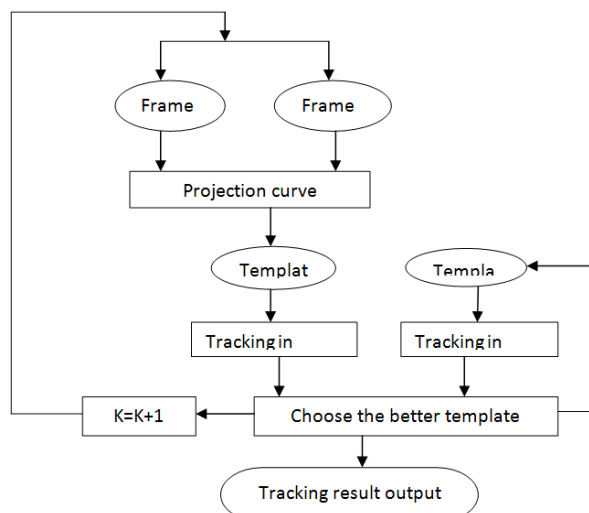 Frame
Frame
Projection curve
Templat
Templa
Tracking in
Tracking in
K=K+1
Choose the better template
Tracking result output